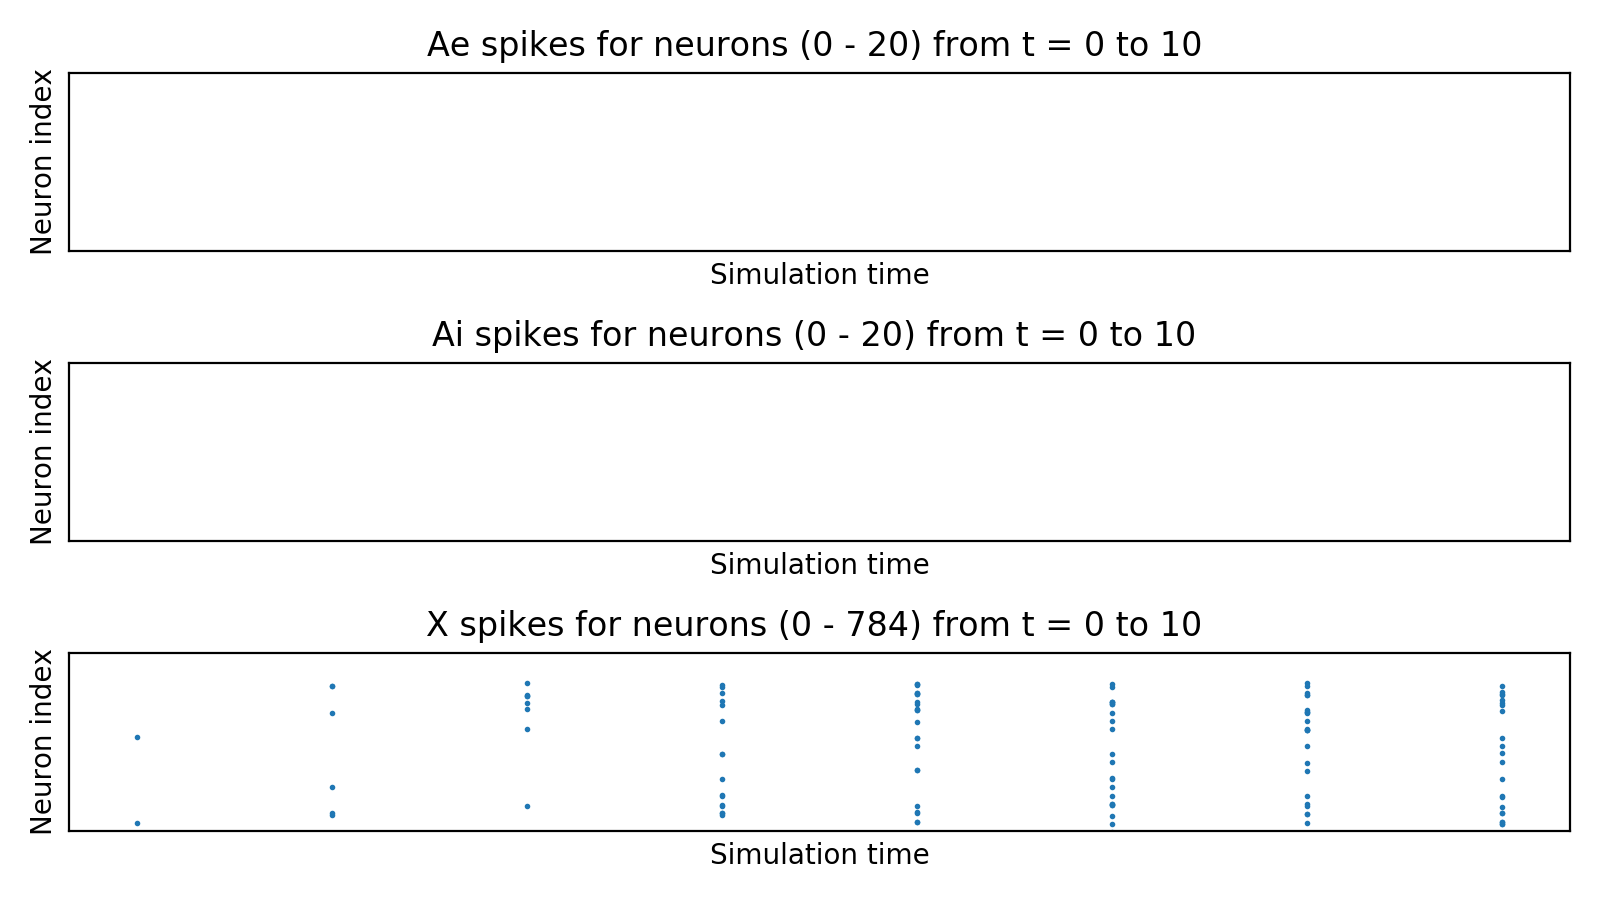 Ae spikes for neurons (0 - 20) from t = 0 to 10
Neuron index
Simulation time
Ai spikes for neurons (0 - 20) from t = 0 to 10
Neuron index
Simulation time
X spikes for neurons (0 - 784) from t = 0 to 10
Neuron index
Simulation time